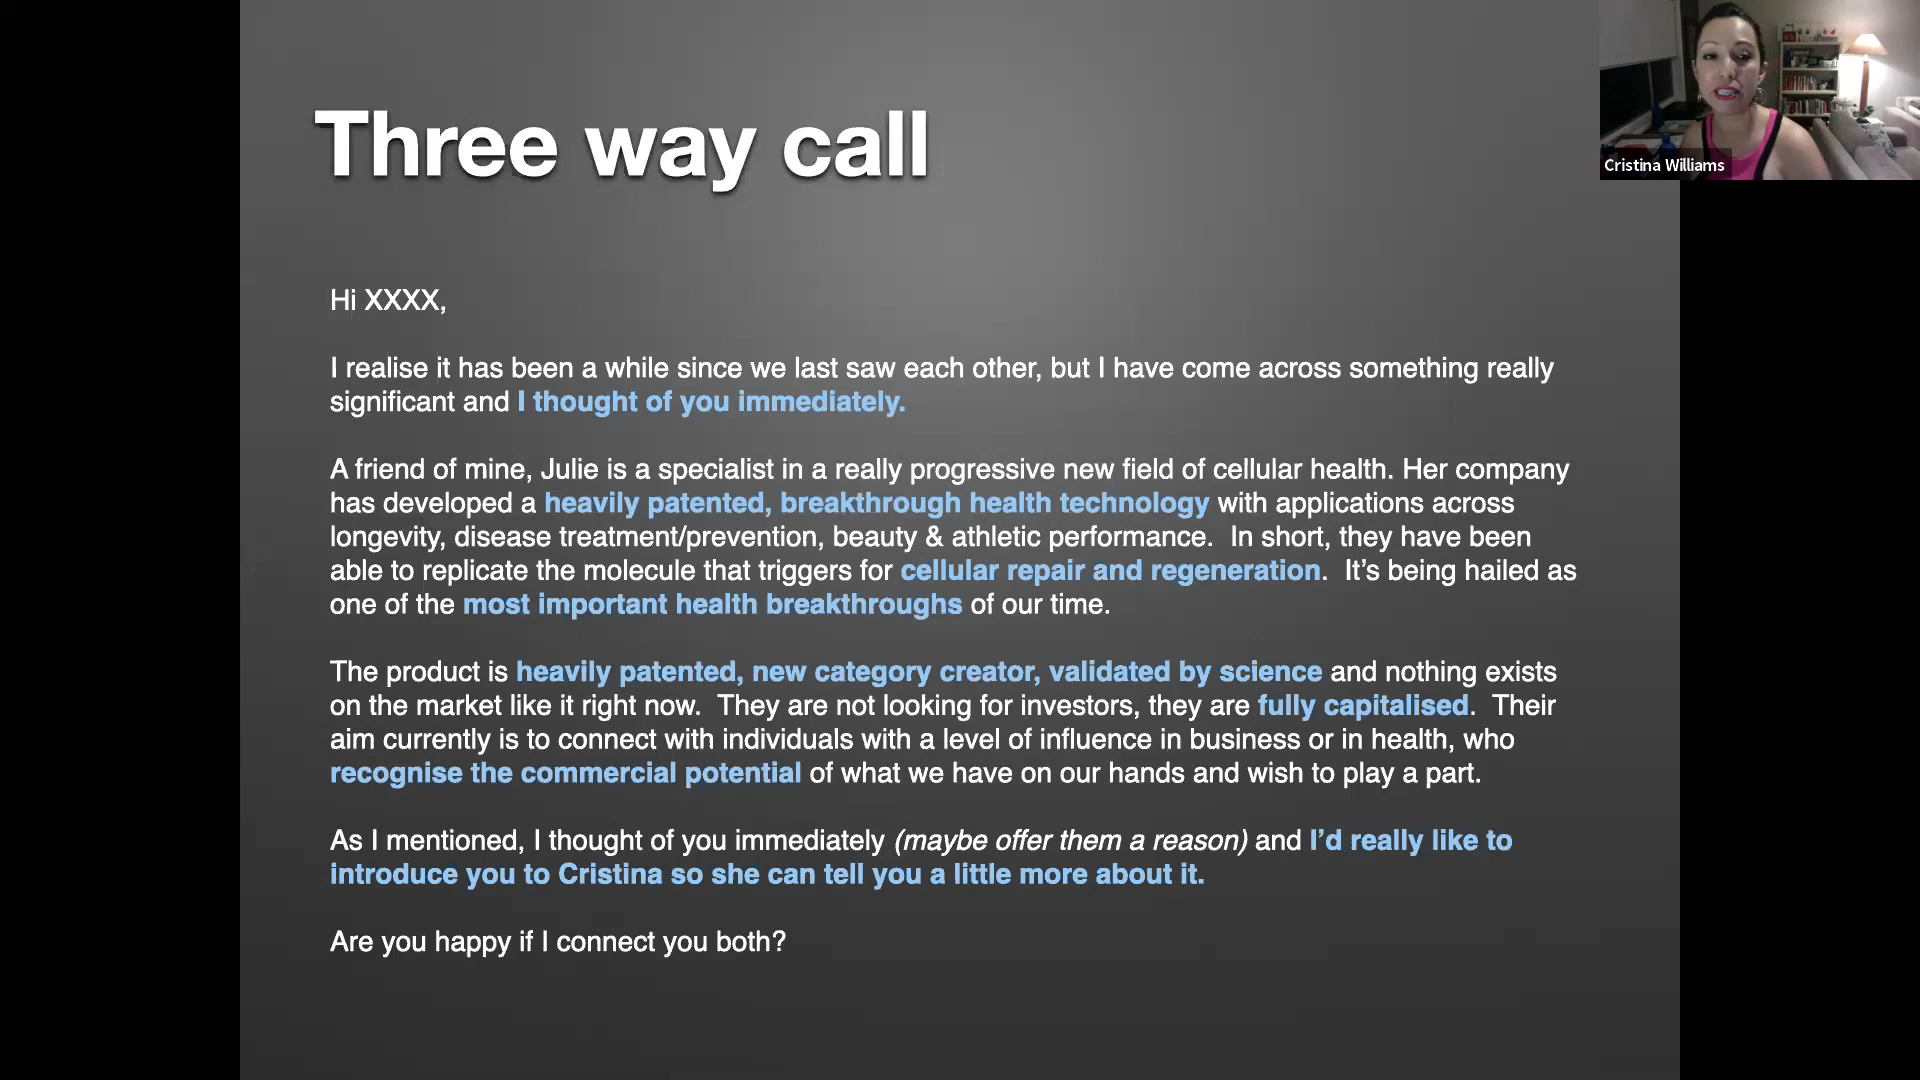 Three way call
Cristina Williams
Hi XXXX,
I realise it has been a while since we last saw each other, but I have come across something really
significant and I thought of you immediately.
A friend of mine, Julie is a specialist in a really progressive new field of cellular health. Her company
has developed a heavily patented, breakthrough health technology with applications across
longevity, disease treatment/prevention, beauty & athletic performance.  In short, they have been
able to replicate the molecule that triggers for cellular repair and regeneration.  It’s being hailed as
one of the most important health breakthroughs of our time.
The product is heavily patented, new category creator, validated by science and nothing exists
on the market like it right now.  They are not looking for investors, they are fully capitalised.  Their
aim currently is to connect with individuals with a level of influence in business or in health, who
recognise the commercial potential of what we have on our hands and wish to play a part.
As I mentioned, I thought of you immediately (maybe offer them a reason) and I’d really like to
introduce you to Cristina so she can tell you a little more about it.
Are you happy if I connect you both?